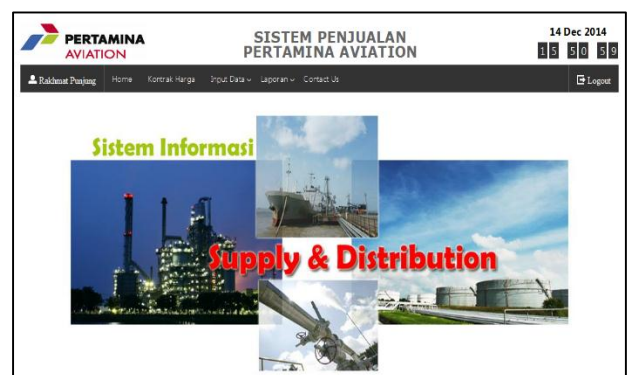 PERTAMINA
AVIATION
SISTEM PENJUALAN
PERTAMINA AVIATION
14 Dec 2014
15 50 59
Rakhmat Punjung Home Kontrak Harga Input Data Laporan Contact Us Logout
Sistem Informasi
Supply & Distribution